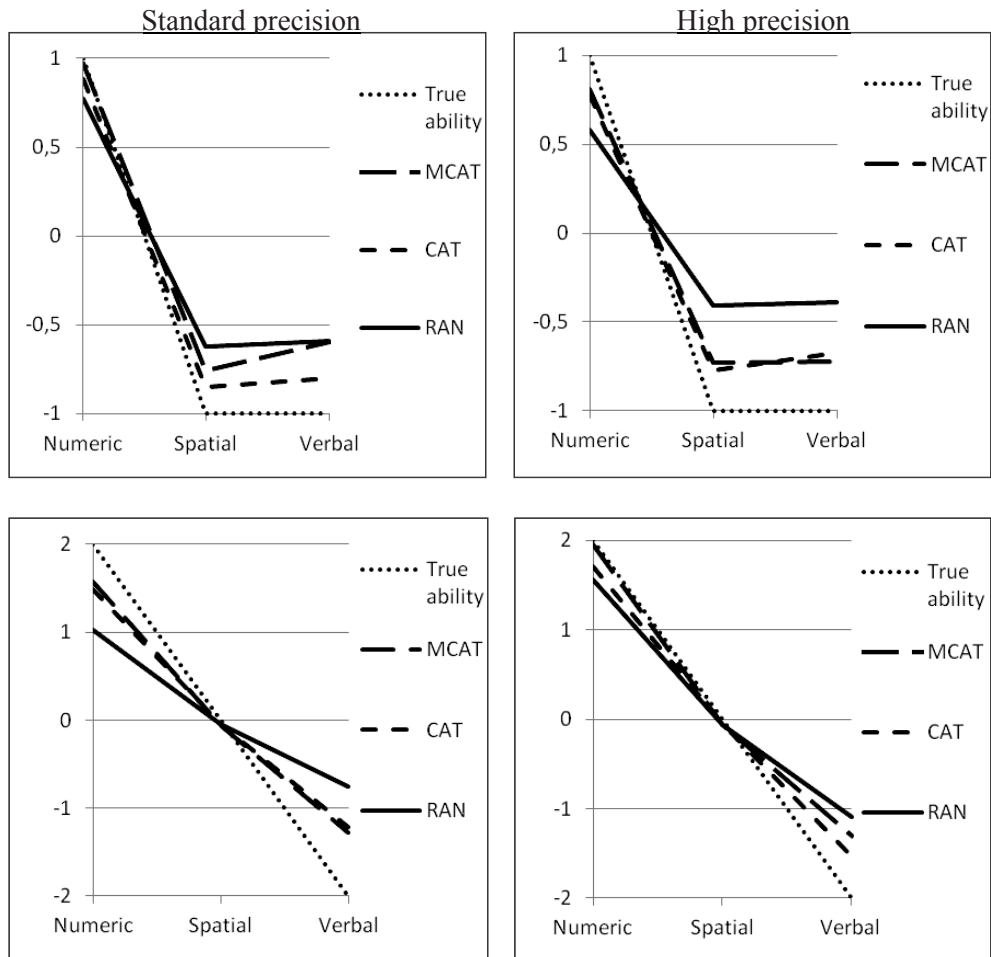 Standard precision
1
0,5
0
-0,5
-1
Numeric Spatial Verbal
True
ability
MCAT
CAT
RAN
High precision
1
0,5
0
-0,5
-1
Numeric Spatial Verbal
True
ability
MCAT
CAT
RAN
2
1
0
-1
-2
Numeric Spatial Verbal
True
ability
MCAT
CAT
RAN
2
1
0
-1
-2
Numeric Spatial Verbal
True
ability
MCAT
CAT
RAN